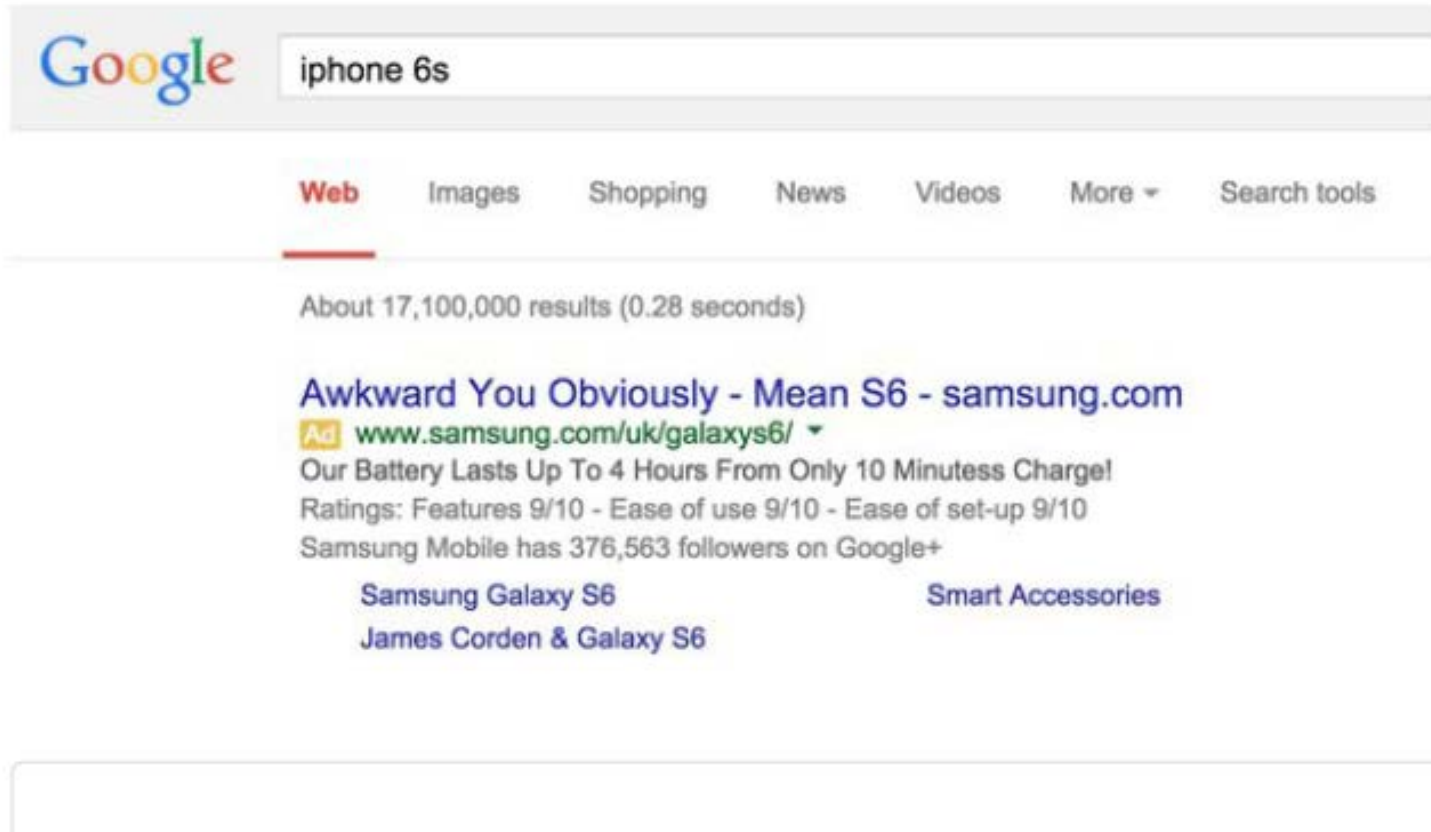 Google iphone 6s
Web Images Shopping News Videos More Search tools
About 17,100,000 results (0.28 seconds)
Awkward You Obviously - Mean S6 - samsung.com
Ad www.samsung.com/uk/galaxys6/
Our Battery Lasts Up To 4 Hours From Only 10 Minutess Charge!
Ratings: Features 9/10 - Ease of use 9/10 - Ease of set-up 9/10
Samsung Mobile has 376,563 followers on Google+
Samsung Galaxy S6 Smart Accessories
James Corden & Galaxy S6